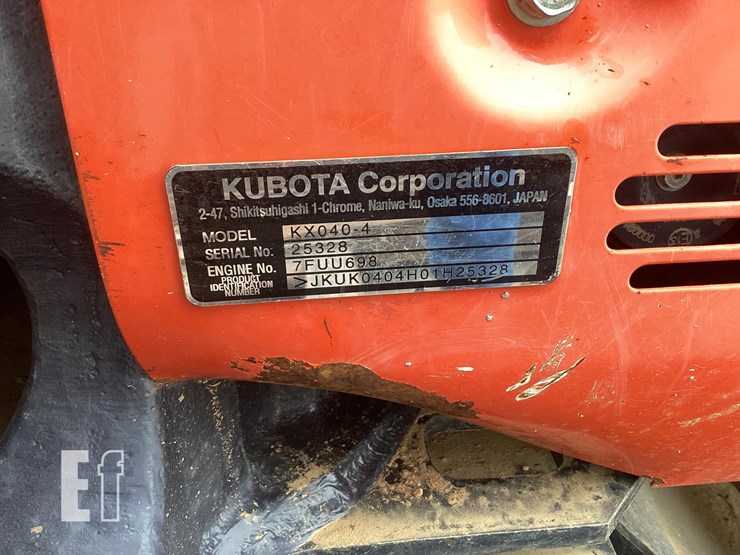 KUBOTA Corporation
2-47, Shikitsuhigashi 1-Chrome, Naniwa-ku, Osaka 556-8601, JAPAN
MODEL KX040-4
SERIAL No. 25328
ENGINE No. 7FUU698
PRODUCT IDENTIFICATION NUMBER >JKUK0404H01H25328
Ef